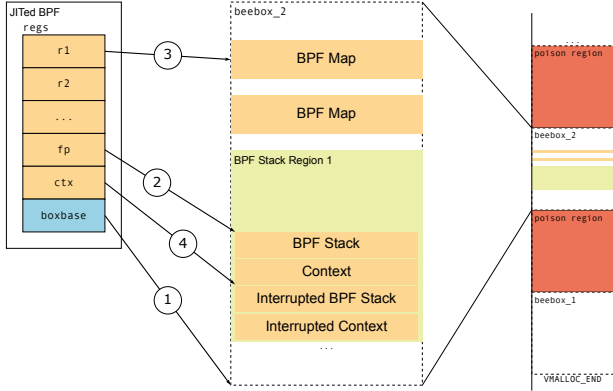 JITed BPF
regs
r1
r2
...
fp
ctx
boxbase
3
2
4
1
beebox_2
BPF Map
BPF Map
BPF Stack Region 1
BPF Stack
Context
Interrupted BPF Stack
Interrupted Context
...
...
poison region
beebox_2
poison region
beebox_1
VMALLOC_END